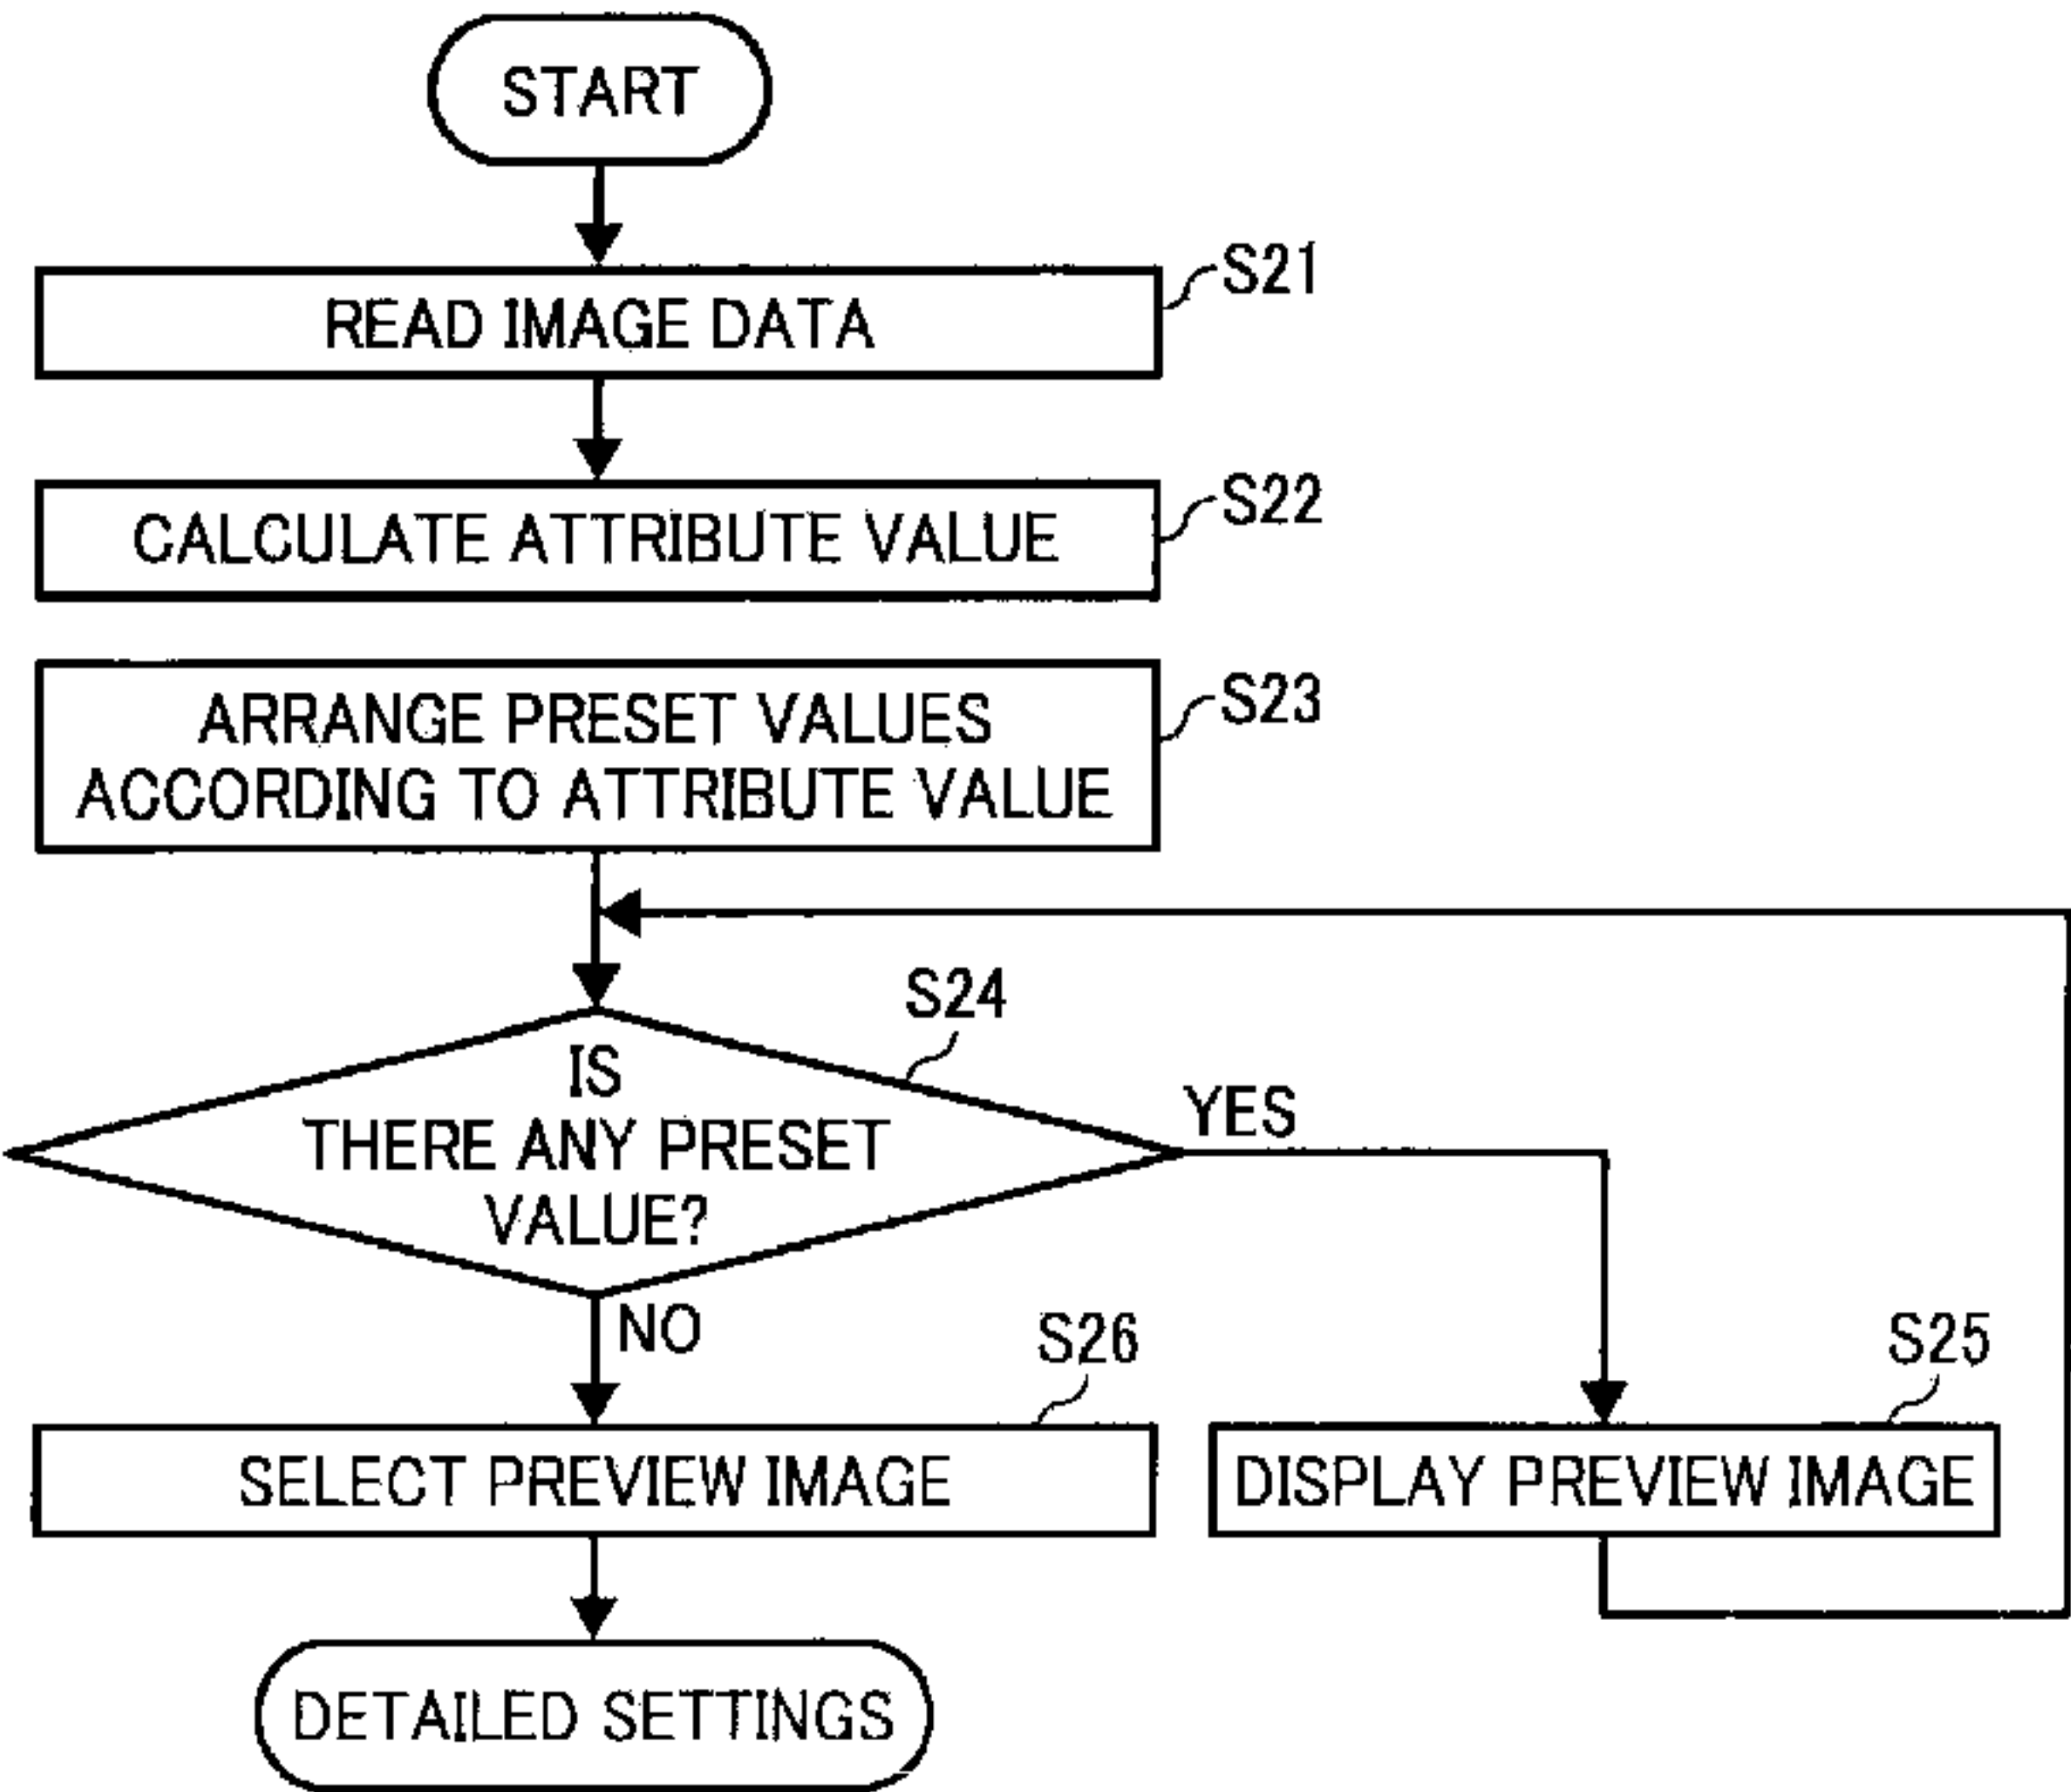 START
READ IMAGE DATA
S21
CALCULATE ATTRIBUTE VALUE
S22
ARRANGE PRESET VALUES
ACCORDING TO ATTRIBUTE VALUE
S23
S24
IS
THERE ANY PRESET
VALUE?
YES
NO
S26
SELECT PREVIEW IMAGE
S25
DISPLAY PREVIEW IMAGE
DETAILED SETTINGS